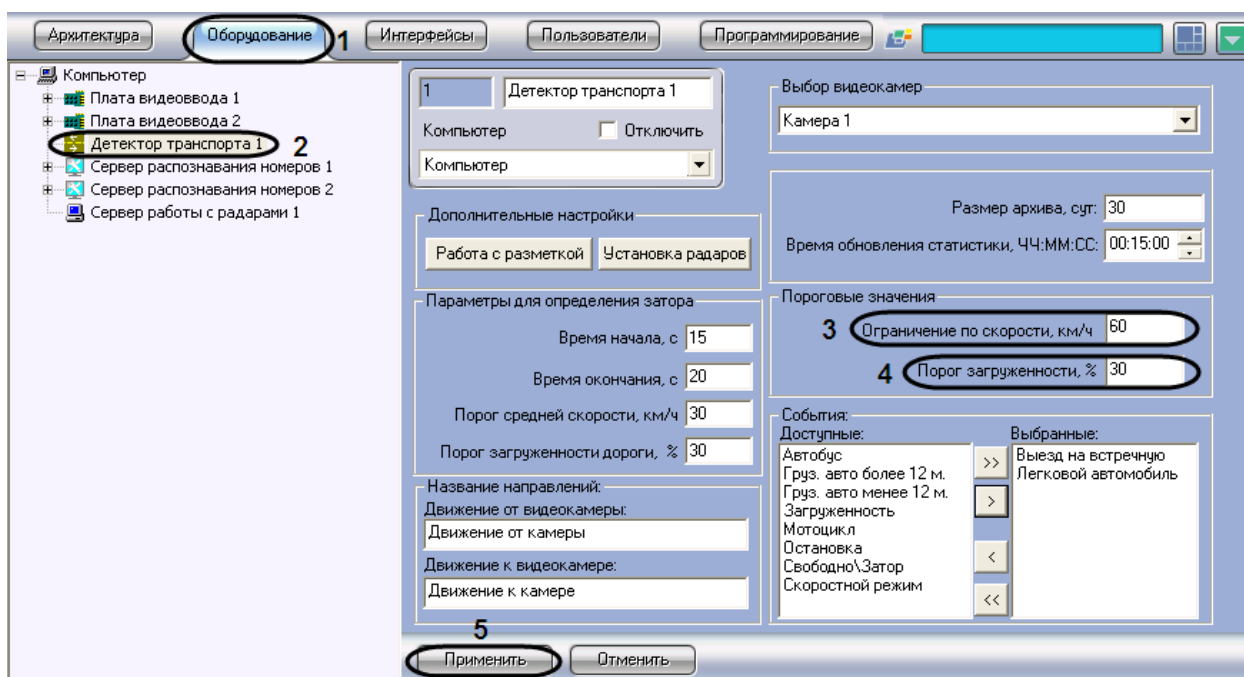 Архитектура Оборудование 1 Интерфейсы Пользователи Программирование
Компьютер
Плата видеоввода 1
Плата видеоввода 2
Детектор транспорта 1 2
Сервер распознавания номеров 1
Сервер распознавания номеров 2
Сервер работы с радарами 1
1 Детектор транспорта 1
Компьютер Отключить
Компьютер
Дополнительные настройки
Работа с разметкой Установка радаров
Параметры для определения затора
Время начала, с 15
Время окончания, с 20
Порог средней скорости, км/ч 30
Порог загруженности дороги, % 30
Название направлений:
Движение от видеокамеры:
Движение от камеры
Движение к видеокамере:
Движение к камере
Выбор видеокамер
Камера 1
Размер архива, сут: 30
Время обновления статистики, ЧЧ:ММ:СС: 00:15:00
Пороговые значения
3 Ограничение по скорости, км/ч 60
4 Порог загруженности, % 30
События:
Доступные:
Автобус
Груз. авто более 12 м.
Груз. авто менее 12 м.
Загруженность
Мотоцикл
Остановка
Свободно\Затор
Скоростной режим
>>
>
<
<<
Выбранные:
Выезд на встречную
Легковой автомобиль
5
Применить Отменить